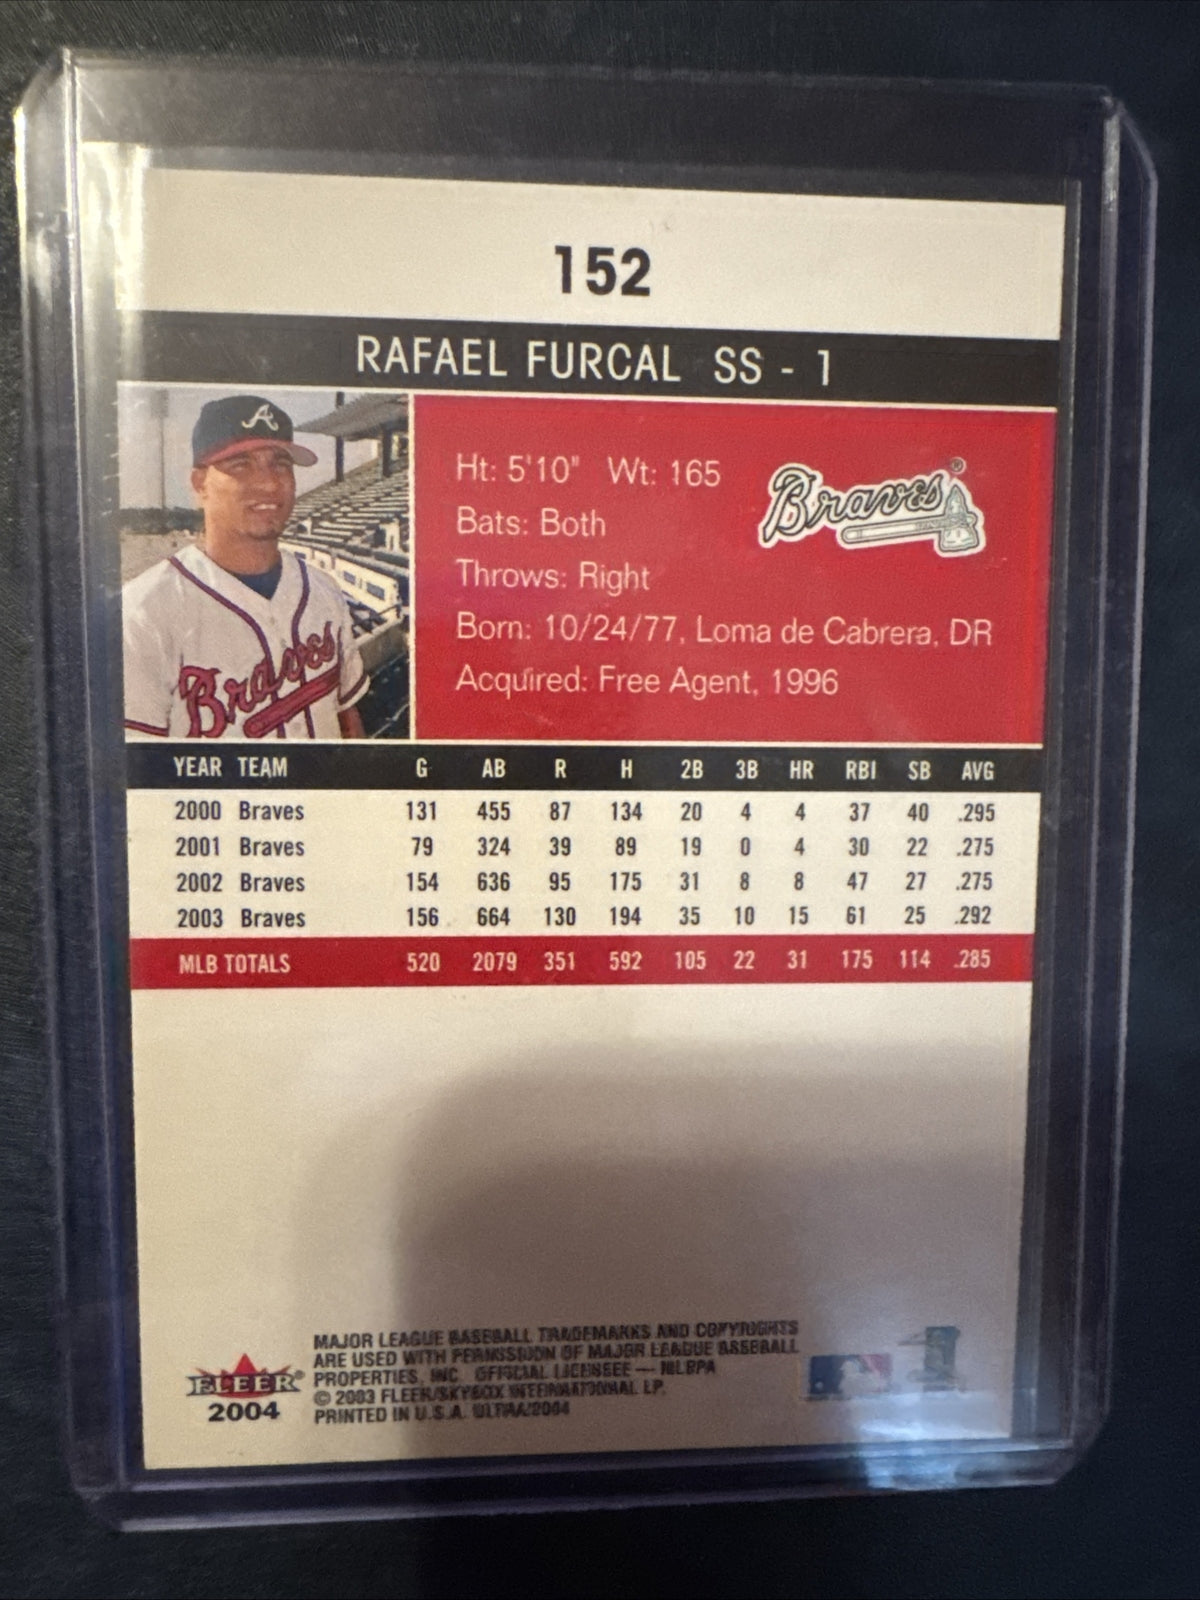 152
RAFAEL FURCAL SS - 1
A
Ht: 5'10" Wt: 165
Bats: Both
Throws: Right
Born: 10/24/77, Loma de Cabrera, DR
Acquired: Free Agent, 1996
Braves®
Braves
YEAR TEAM G AB R H 2B 3B HR RBI SB AVG
2000 Braves 131 455 87 134 20 4 4 37 40 .295
2001 Braves 79 324 39 89 19 0 4 30 22 .275
2002 Braves 154 636 95 175 31 8 8 47 27 .275
2003 Braves 156 664 130 194 35 10 15 61 25 .292
MLB TOTALS 520 2079 351 592 105 22 31 175 114 .285
FLEER®
2004
MAJOR LEAGUE BASEBALL TRADEMARKS AND COPYRIGHTS
ARE USED WITH PERMISSION OF MAJOR LEAGUE BASEBALL
PROPERTIES, INC. OFFICIAL LICENSEE — MLBPA
© 2003 FLEER/SKYBOX INTERNATIONAL LP.
PRINTED IN U.S.A. ULTRA/2004